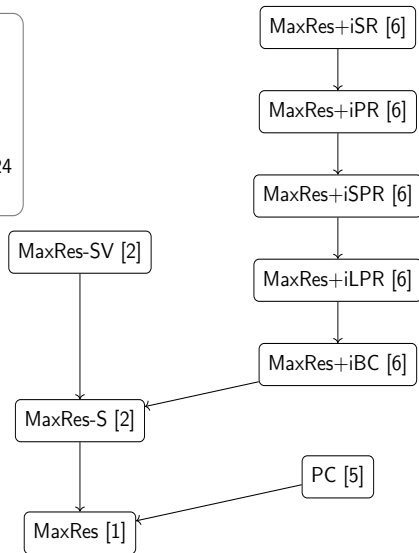 MaxRes+iSR [6]
MaxRes+iPR [6]
24
MaxRes+iSPR [6]
MaxRes-SV [2]
MaxRes+iLPR [6]
MaxRes+iBC [6]
MaxRes-S [2]
PC [5]
MaxRes [1]